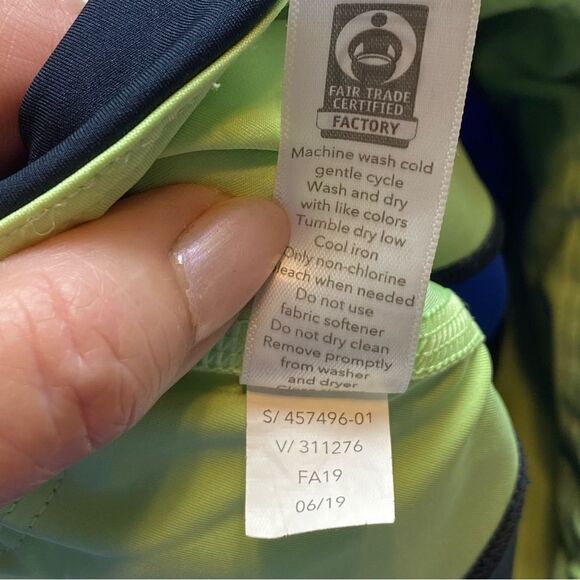 FAIR TRADE
CERTIFIED
FACTORY
Machine wash cold
gentle cycle
Wash and dry
with like colors
Tumble dry low
Cool iron
Only non-chlorine
leach when needed
Do not use
fabric softener
Do not dry clean
Remove promptly
from washer
and dryer
S/ 457496-01
V/ 311276
FA19
06/19